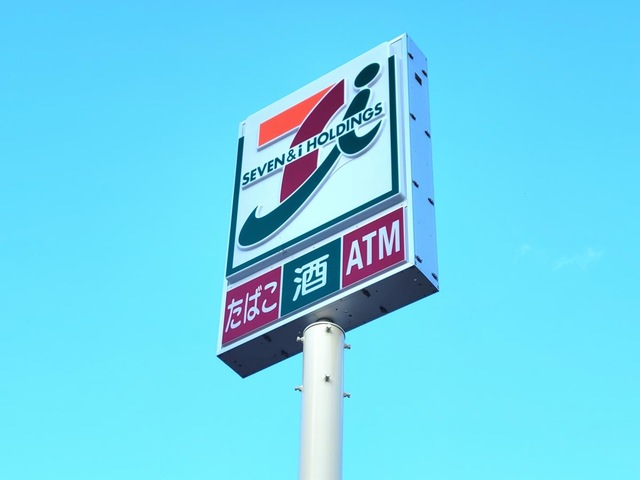 SEVEN&i HOLDINGS
たばこ 酒 ATM